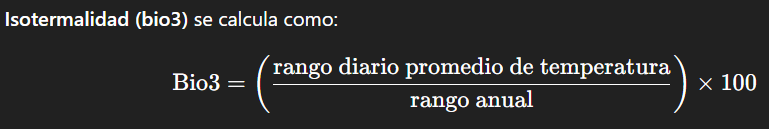 Isotermalidad (bio3) se calcula como:
Bio3 = (rango diario promedio de temperatura / rango anual) × 100